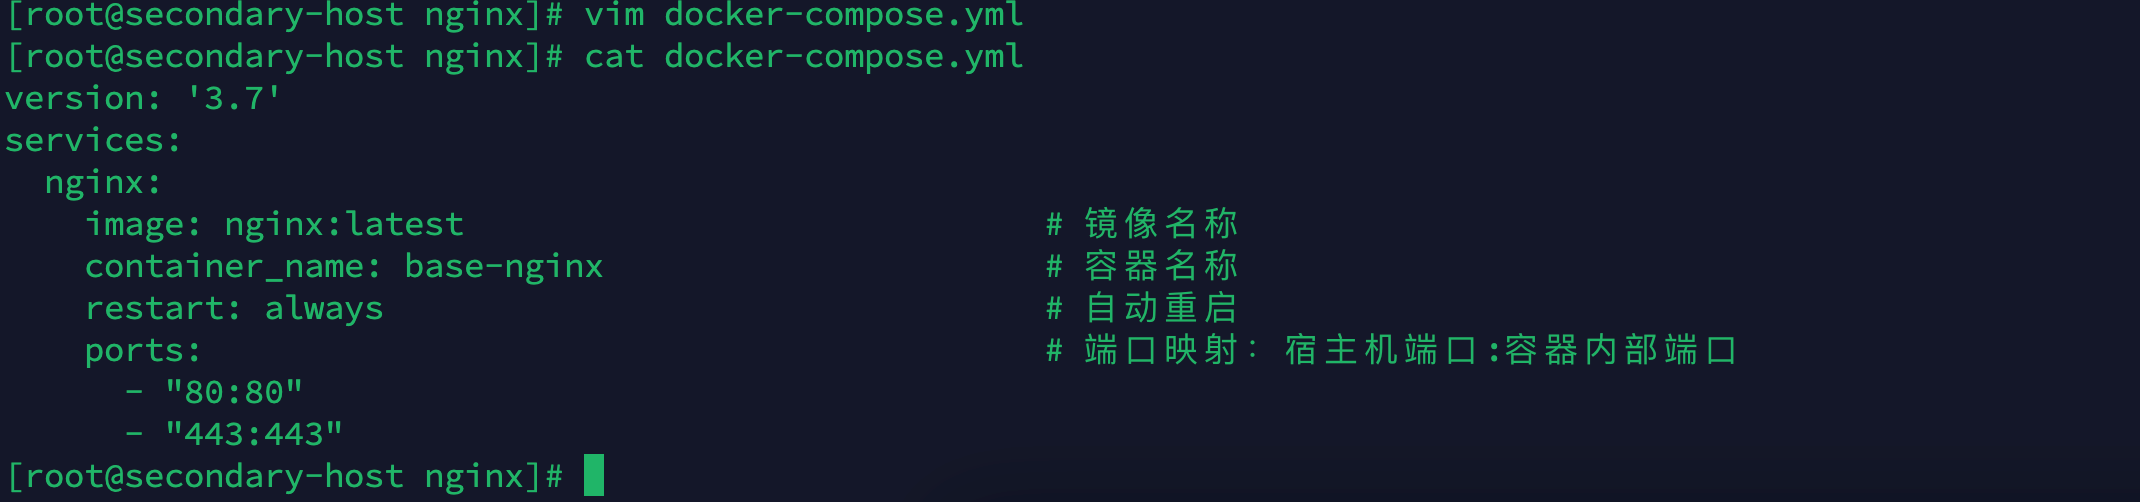 [root@secondary-host nginx]# vim docker-compose.yml
[root@secondary-host nginx]# cat docker-compose.yml
version: '3.7'
services:
  nginx:
    image: nginx:latest                             # 镜像名称
    container_name: base-nginx                      # 容器名称
    restart: always                                 # 自动重启
    ports:                                          # 端口映射：宿主机端口:容器内部端口
      - "80:80"
      - "443:443"
[root@secondary-host nginx]#